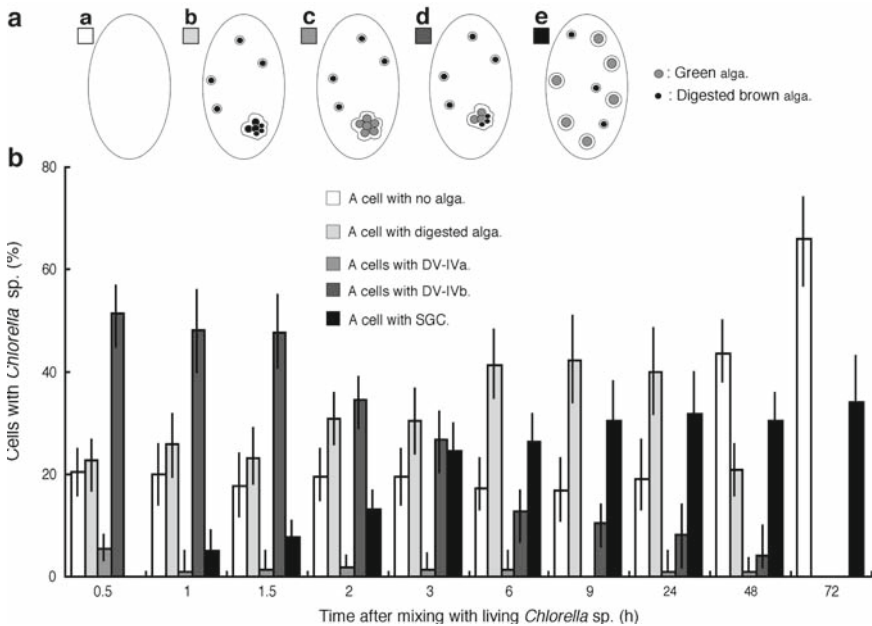 a
a b c d e
: Green alga.
: Digested brown alga.
b
80
60
40
20
0
Cells with Chlorella sp. (%)
A cell with no alga.
A cell with digested alga.
A cells with DV-IVa.
A cells with DV-IVb.
A cell with SGC.
0.5 1 1.5 2 3 6 9 24 48 72
Time after mixing with living Chlorella sp. (h)